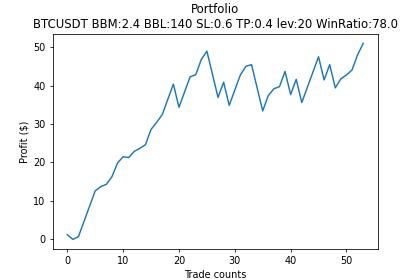 Portfolio
BTCUSDT BBM:2.4 BBL:140 SL:0.6 TP:0.4 lev:20 WinRatio:78.0
50
40
30
20
10
0
Profit ($)
0 10 20 30 40 50
Trade counts